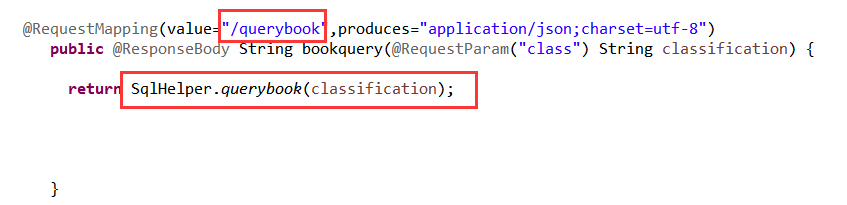 @RequestMapping(value="/querybook",produces="application/json;charset=utf-8")
public @ResponseBody String bookquery(@RequestParam("class") String classification) {
return SqlHelper.querybook(classification);
}